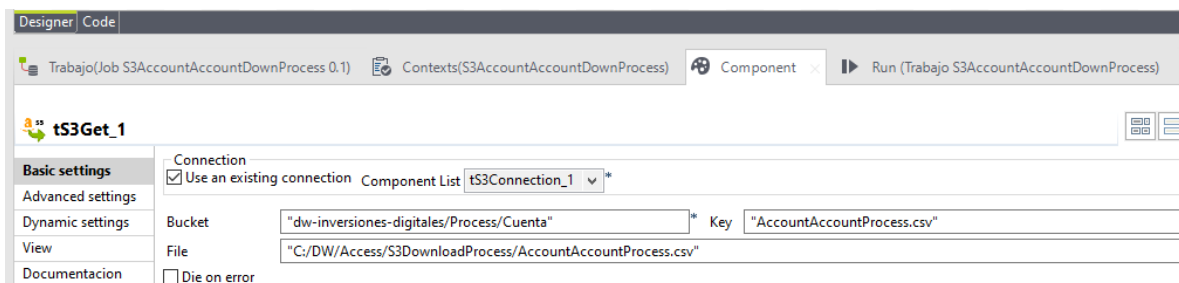 Designer Code
Trabajo(Job S3AccountAccountDownProcess 0.1) Contexts(S3AccountAccountDownProcess) Component Run (Trabajo S3AccountAccountDownProcess)
tS3Get_1
Basic settings
Advanced settings
Dynamic settings
View
Documentacion
Connection
Use an existing connection Component List tS3Connection_1 *
Bucket "dw-inversiones-digitales/Process/Cuenta" * Key "AccountAccountProcess.csv"
File "C:/DW/Access/S3DownloadProcess/AccountAccountProcess.csv"
Die on error